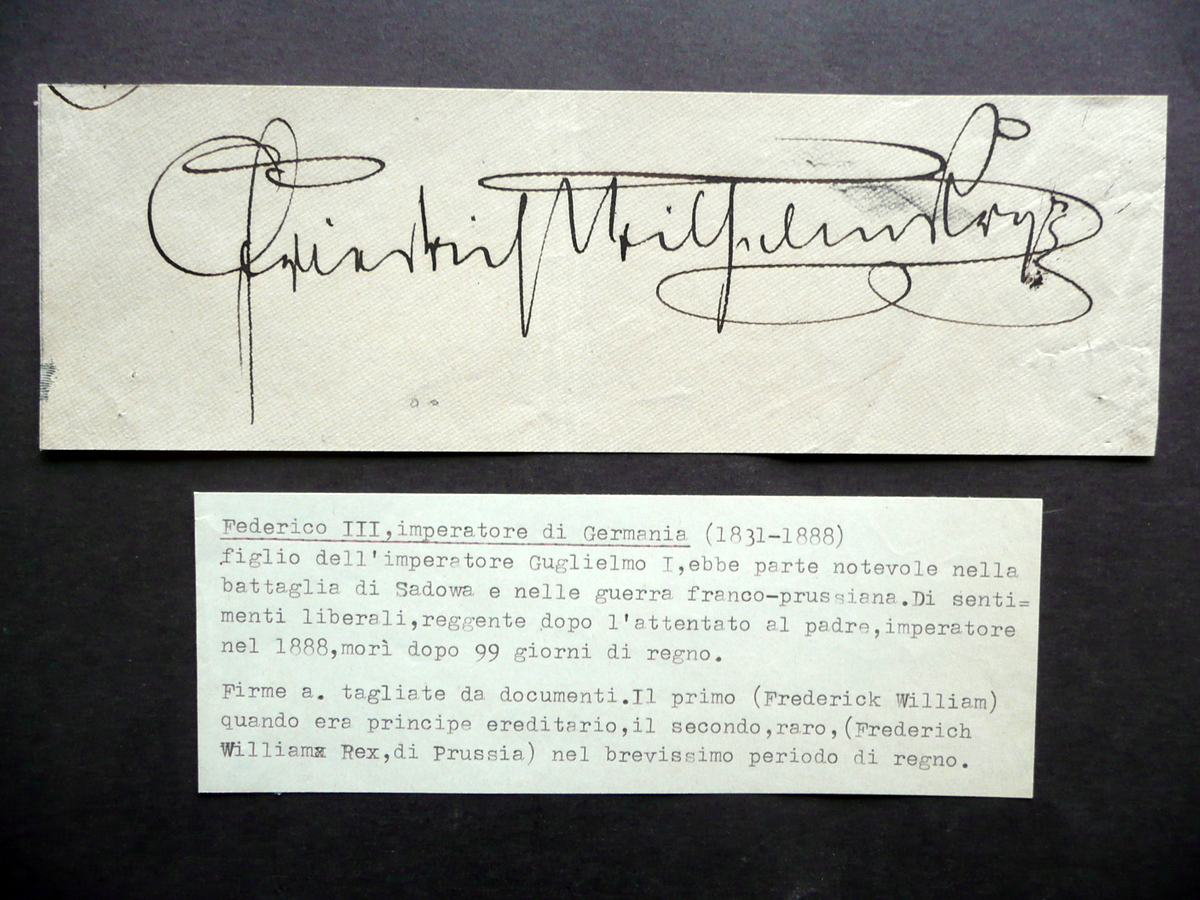 Friedrich Wilhelm Krpz
Federico III,imperatore di Germania (1831-1888)
figlio dell'imperatore Guglielmo I,ebbe parte notevole nella
battaglia di Sadowa e nelle guerra franco-prussiana.Di senti=
menti liberali,reggente dopo l'attentato al padre,imperatore
nel 1888,morì dopo 99 giorni di regno.
Firme a. tagliate da documenti.Il primo (Frederick William)
quando era principe ereditario,il secondo,raro,(Frederich
Williamx Rex,di Prussia) nel brevissimo periodo di regno.